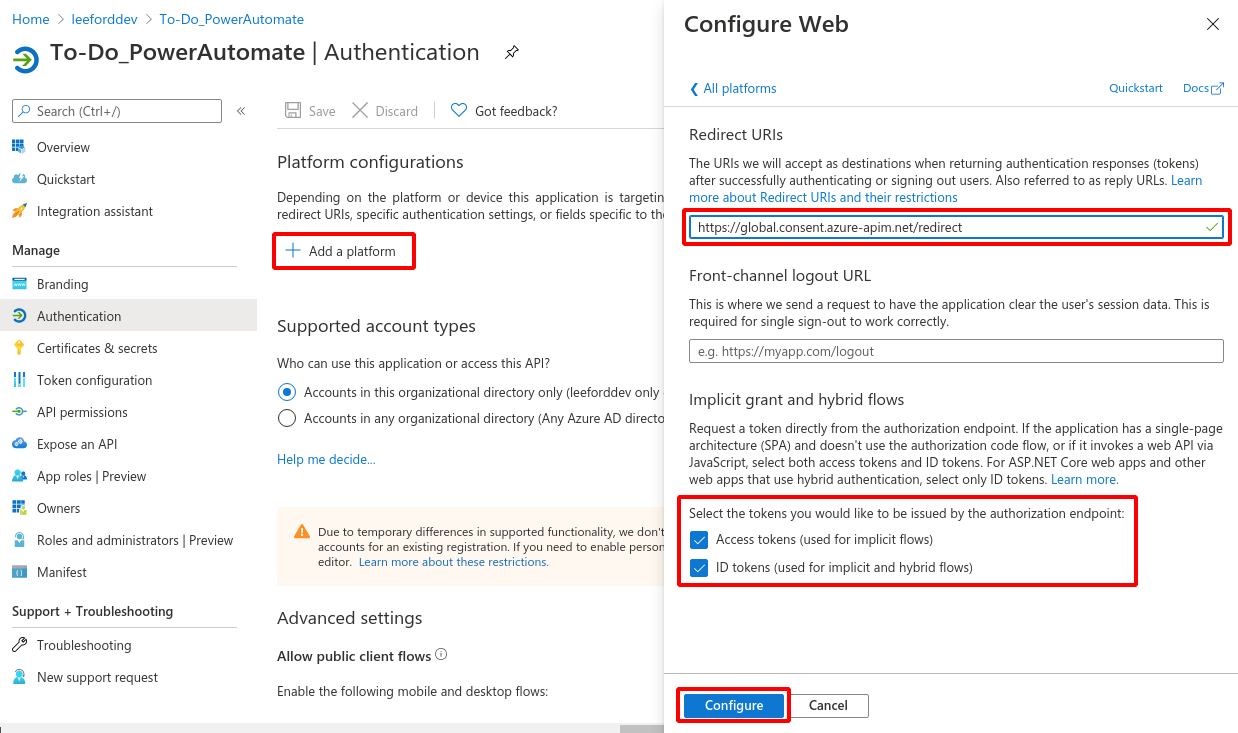 Home > leeforddev > To-Do_PowerAutomate
To-Do_PowerAutomate | Authentication
Search (Ctrl+/)
«
Overview
Quickstart
Integration assistant
Manage
Branding
Authentication
Certificates & secrets
Token configuration
API permissions
Expose an API
App roles | Preview
Owners
Roles and administrators | Preview
Manifest
Support + Troubleshooting
Troubleshooting
New support request
Save
Discard
Got feedback?
Platform configurations
Depending on the platform or device this application is targeting
redirect URIs, specific authentication settings, or fields specific to the
Add a platform
Supported account types
Who can use this application or access this API?
Accounts in this organizational directory only (leeforddev only
Accounts in any organizational directory (Any Azure AD directo
Help me decide...
Due to temporary differences in supported functionality, we don't
accounts for an existing registration. If you need to enable person
editor. Learn more about these restrictions.
Advanced settings
Allow public client flows
Enable the following mobile and desktop flows:
Configure Web
All platforms
Quickstart
Docs
Redirect URIs
The URIs we will accept as destinations when returning authentication responses (tokens)
after successfully authenticating or signing out users. Also referred to as reply URLs. Learn
more about Redirect URIs and their restrictions
https://global.consent.azure-apim.net/redirect
Front-channel logout URL
This is where we send a request to have the application clear the user's session data. This is
required for single sign-out to work correctly.
e.g. https://myapp.com/logout
Implicit grant and hybrid flows
Request a token directly from the authorization endpoint. If the application has a single-page
architecture (SPA) and doesn't use the authorization code flow, or if it invokes a web API via
JavaScript, select both access tokens and ID tokens. For ASP.NET Core web apps and other
web apps that use hybrid authentication, select only ID tokens. Learn more.
Select the tokens you would like to be issued by the authorization endpoint:
Access tokens (used for implicit flows)
ID tokens (used for implicit and hybrid flows)
Configure
Cancel